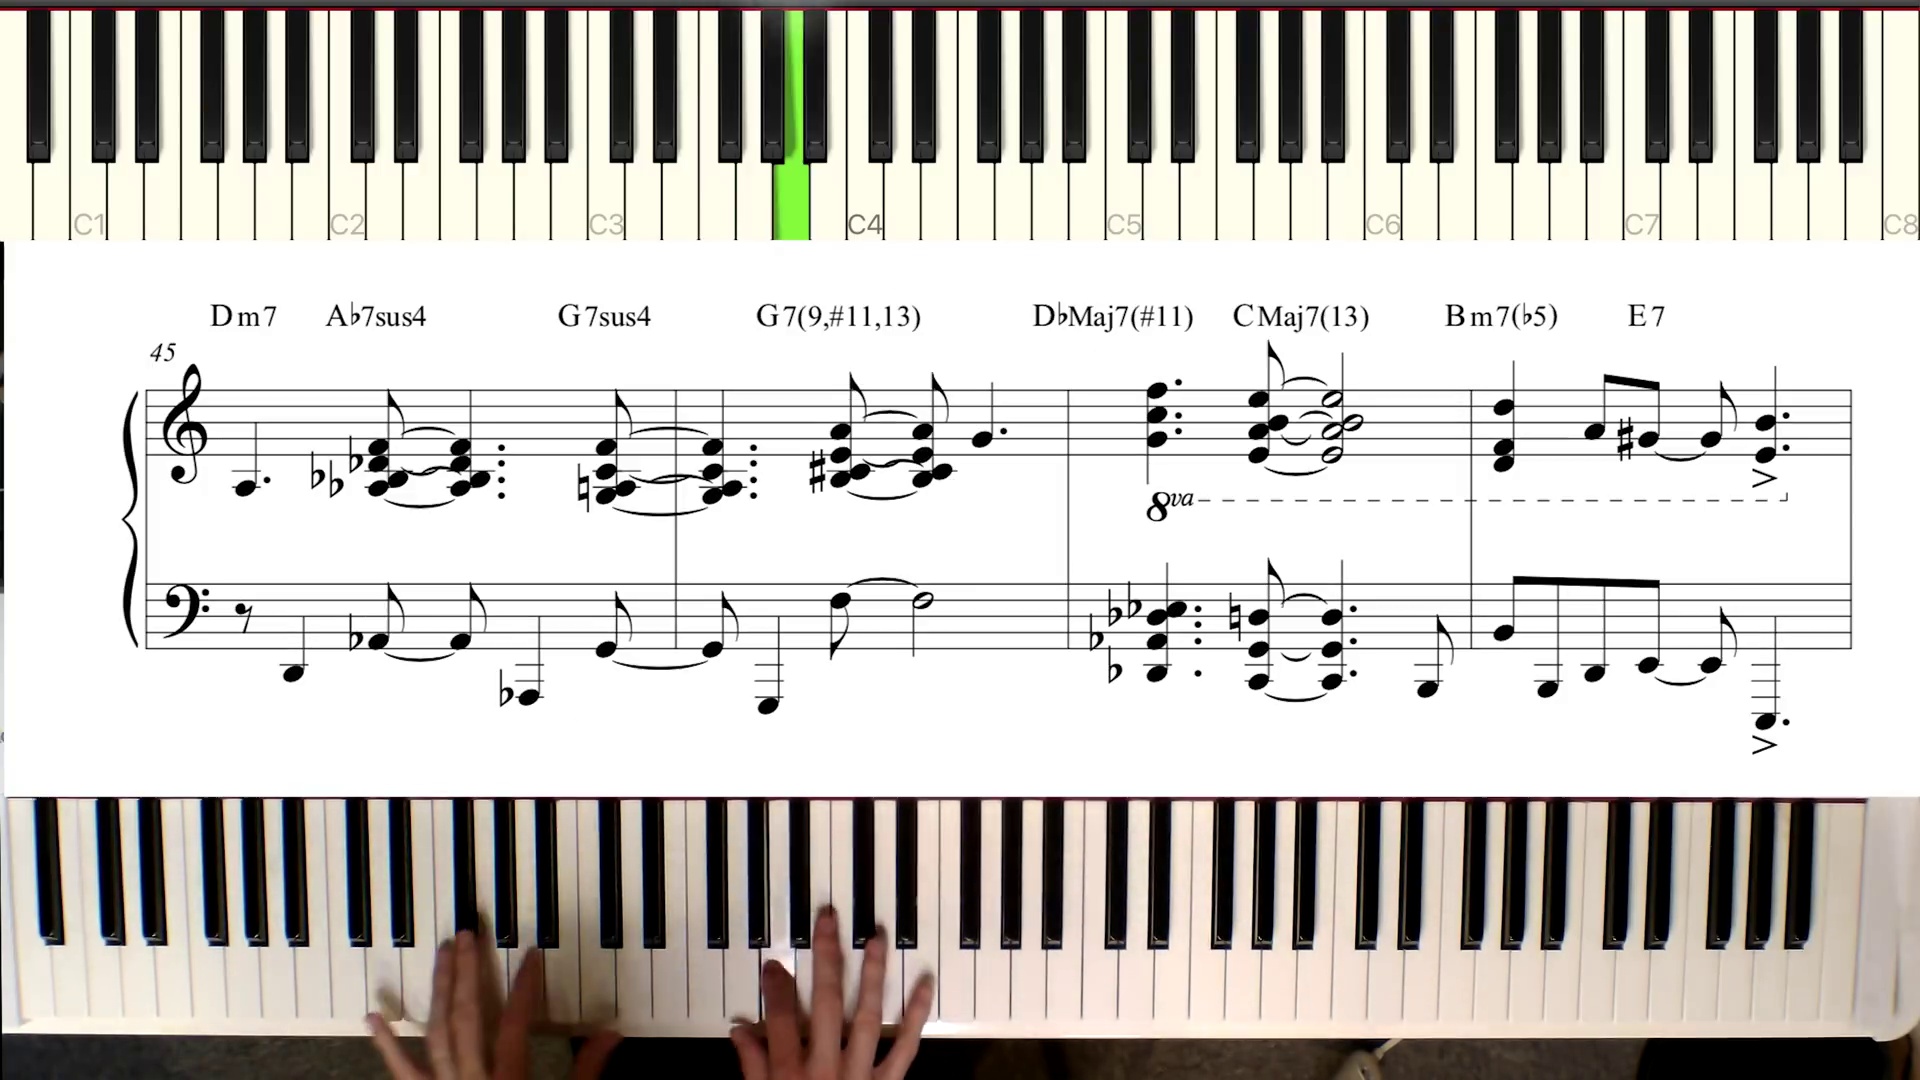 C1 C2 C3 C4 C5 C6 C7 C8
Dm7 A♭7sus4 G7sus4 G7(9,#11,13) D♭Maj7(#11) CMaj7(13) Bm7(♭5) E7
45
8va